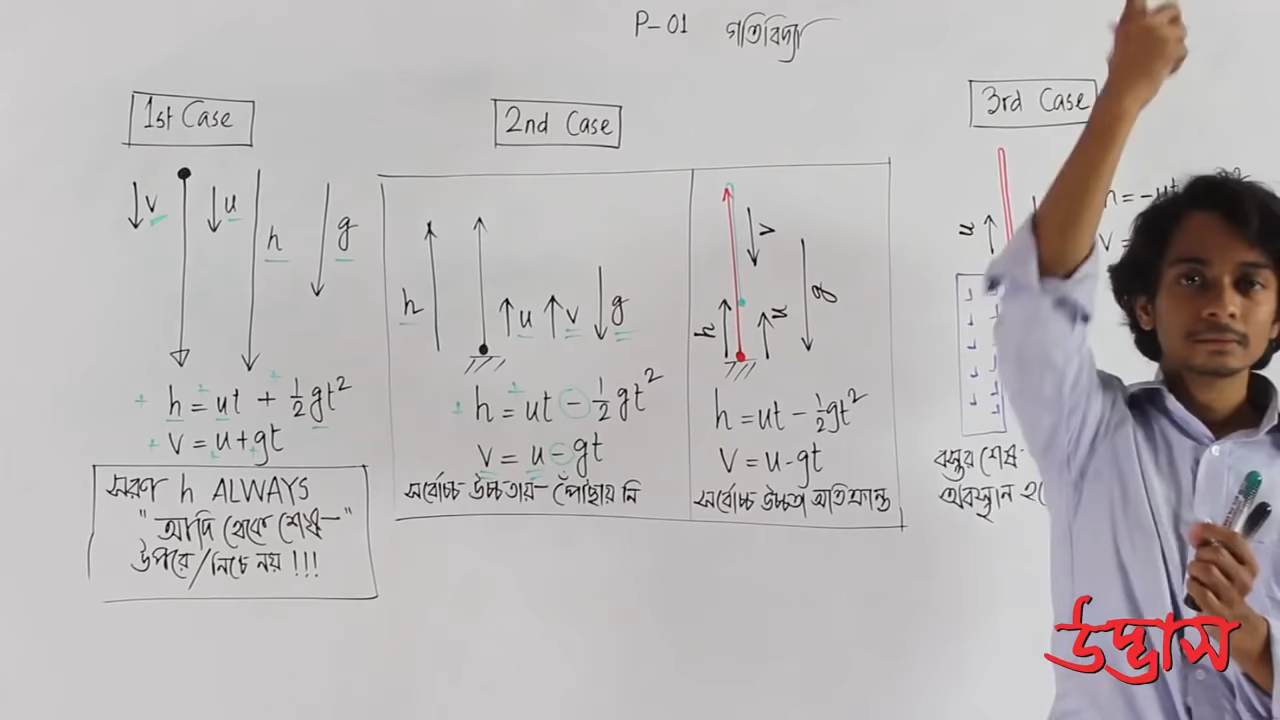 P-01 গতিবিদ্যা
1st Case
v u h g
h = ut + ½gt²
v = u+gt
সরণ h ALWAYS
"আদি থেকে শেষ-"
উপরে/নিচে নয় !!!
2nd Case
h u v g
h = ut - ½gt²
v = u - gt
সর্বোচ্চ উচ্চতায় পৌঁছায় নি
v h u g
h = ut - ½gt²
v = u-gt
সর্বোচ্চ উচ্চতা অতিক্রান্ত
3rd Case
u
h = -ut
v =
বস্তুর শেষ
অবস্থান
উদ্ভাস